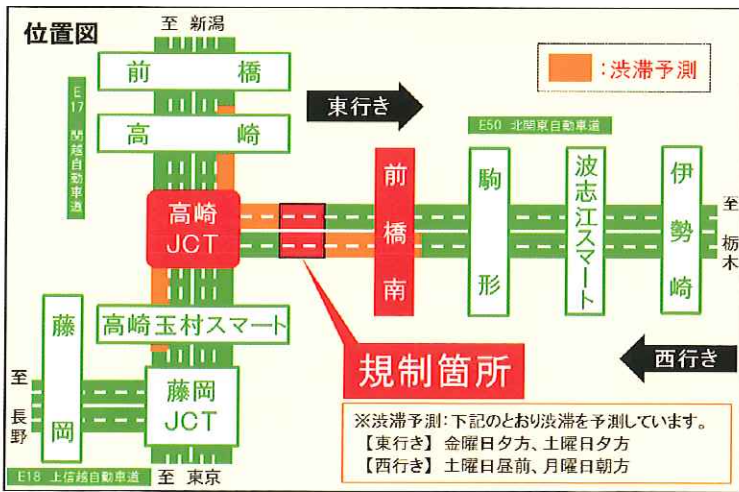 位置図
至 新潟
前橋
：渋滞予測
E17 関越自動車道
東行き
高崎
E50 北関東自動車道
高崎
JCT
前橋南
駒形
波志江スマート
伊勢崎
至 栃木
高崎玉村スマート
藤岡
規制箇所
西行き
至 長野
藤岡
JCT
※渋滞予測：下記のとおり渋滞を予測しています。
【東行き】 金曜日夕方、土曜日夕方
【西行き】 土曜日昼前、月曜日朝方
E18 上信越自動車道
至 東京